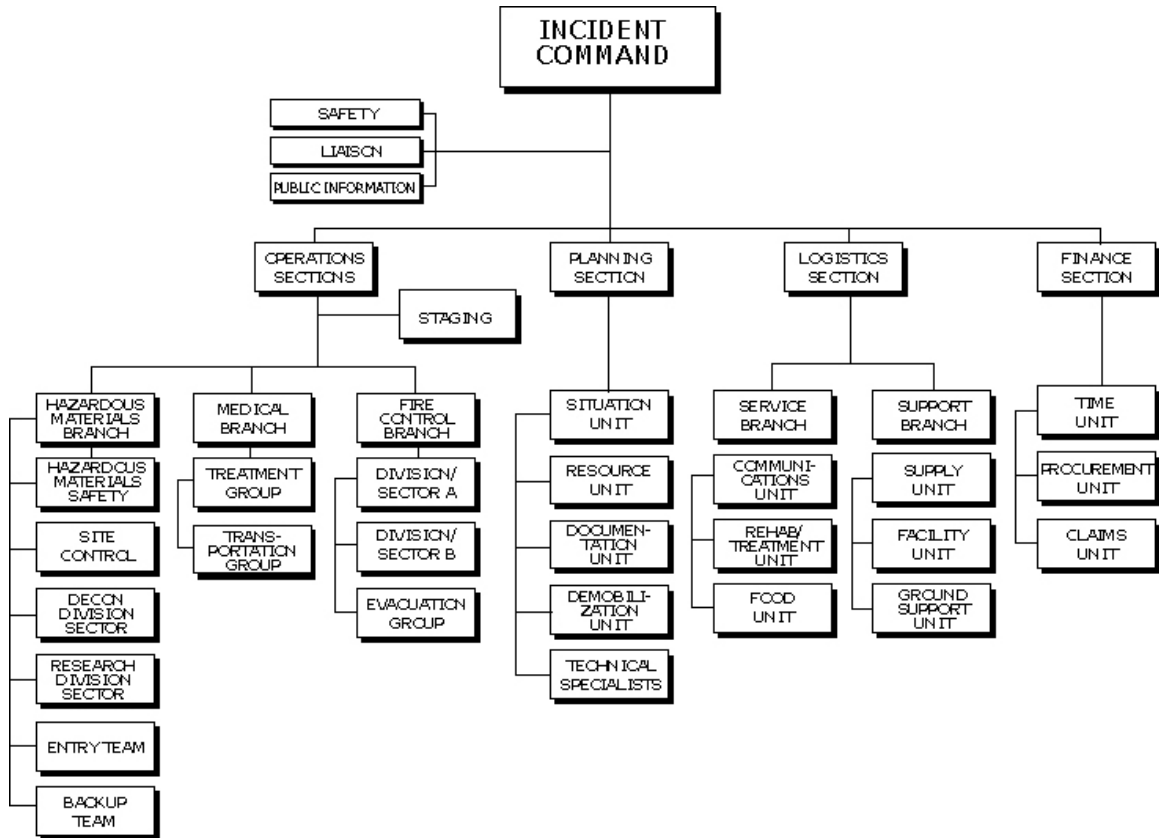 INCIDENT
COMMAND
SAFETY
LIAISON
PUBLIC INFORMATION
OPERATIONS
SECTIONS
PLANNING
SECTION
LOGISTICS
SECTION
FINANCE
SECTION
STAGING
HAZARDOUS
MATERIALS
BRANCH
MEDICAL
BRANCH
FIRE
CONTROL
BRANCH
SITUATION
UNIT
SERVICE
BRANCH
SUPPORT
BRANCH
TIME
UNIT
HAZARDOUS
MATERIALS
SAFETY
TREATMENT
GROUP
DIVISION/
SECTOR A
RESOURCE
UNIT
COMMUNI-
CATIONS
UNIT
SUPPLY
UNIT
PROCUREMENT
UNIT
SITE
CONTROL
TRANS-
PORTATION
GROUP
DIVISION/
SECTOR B
DOCUMEN-
TATION
UNIT
REHAB/
TREATMENT
UNIT
FACILITY
UNIT
CLAIMS
UNIT
DECON
DIVISION
SECTOR
EVACUATION
GROUP
DEMOBILI-
ZATION
UNIT
FOOD
UNIT
GROUND
SUPPORT
UNIT
RESEARCH
DIVISION
SECTOR
TECHNICAL
SPECIALISTS
ENTRY TEAM
BACKUP
TEAM